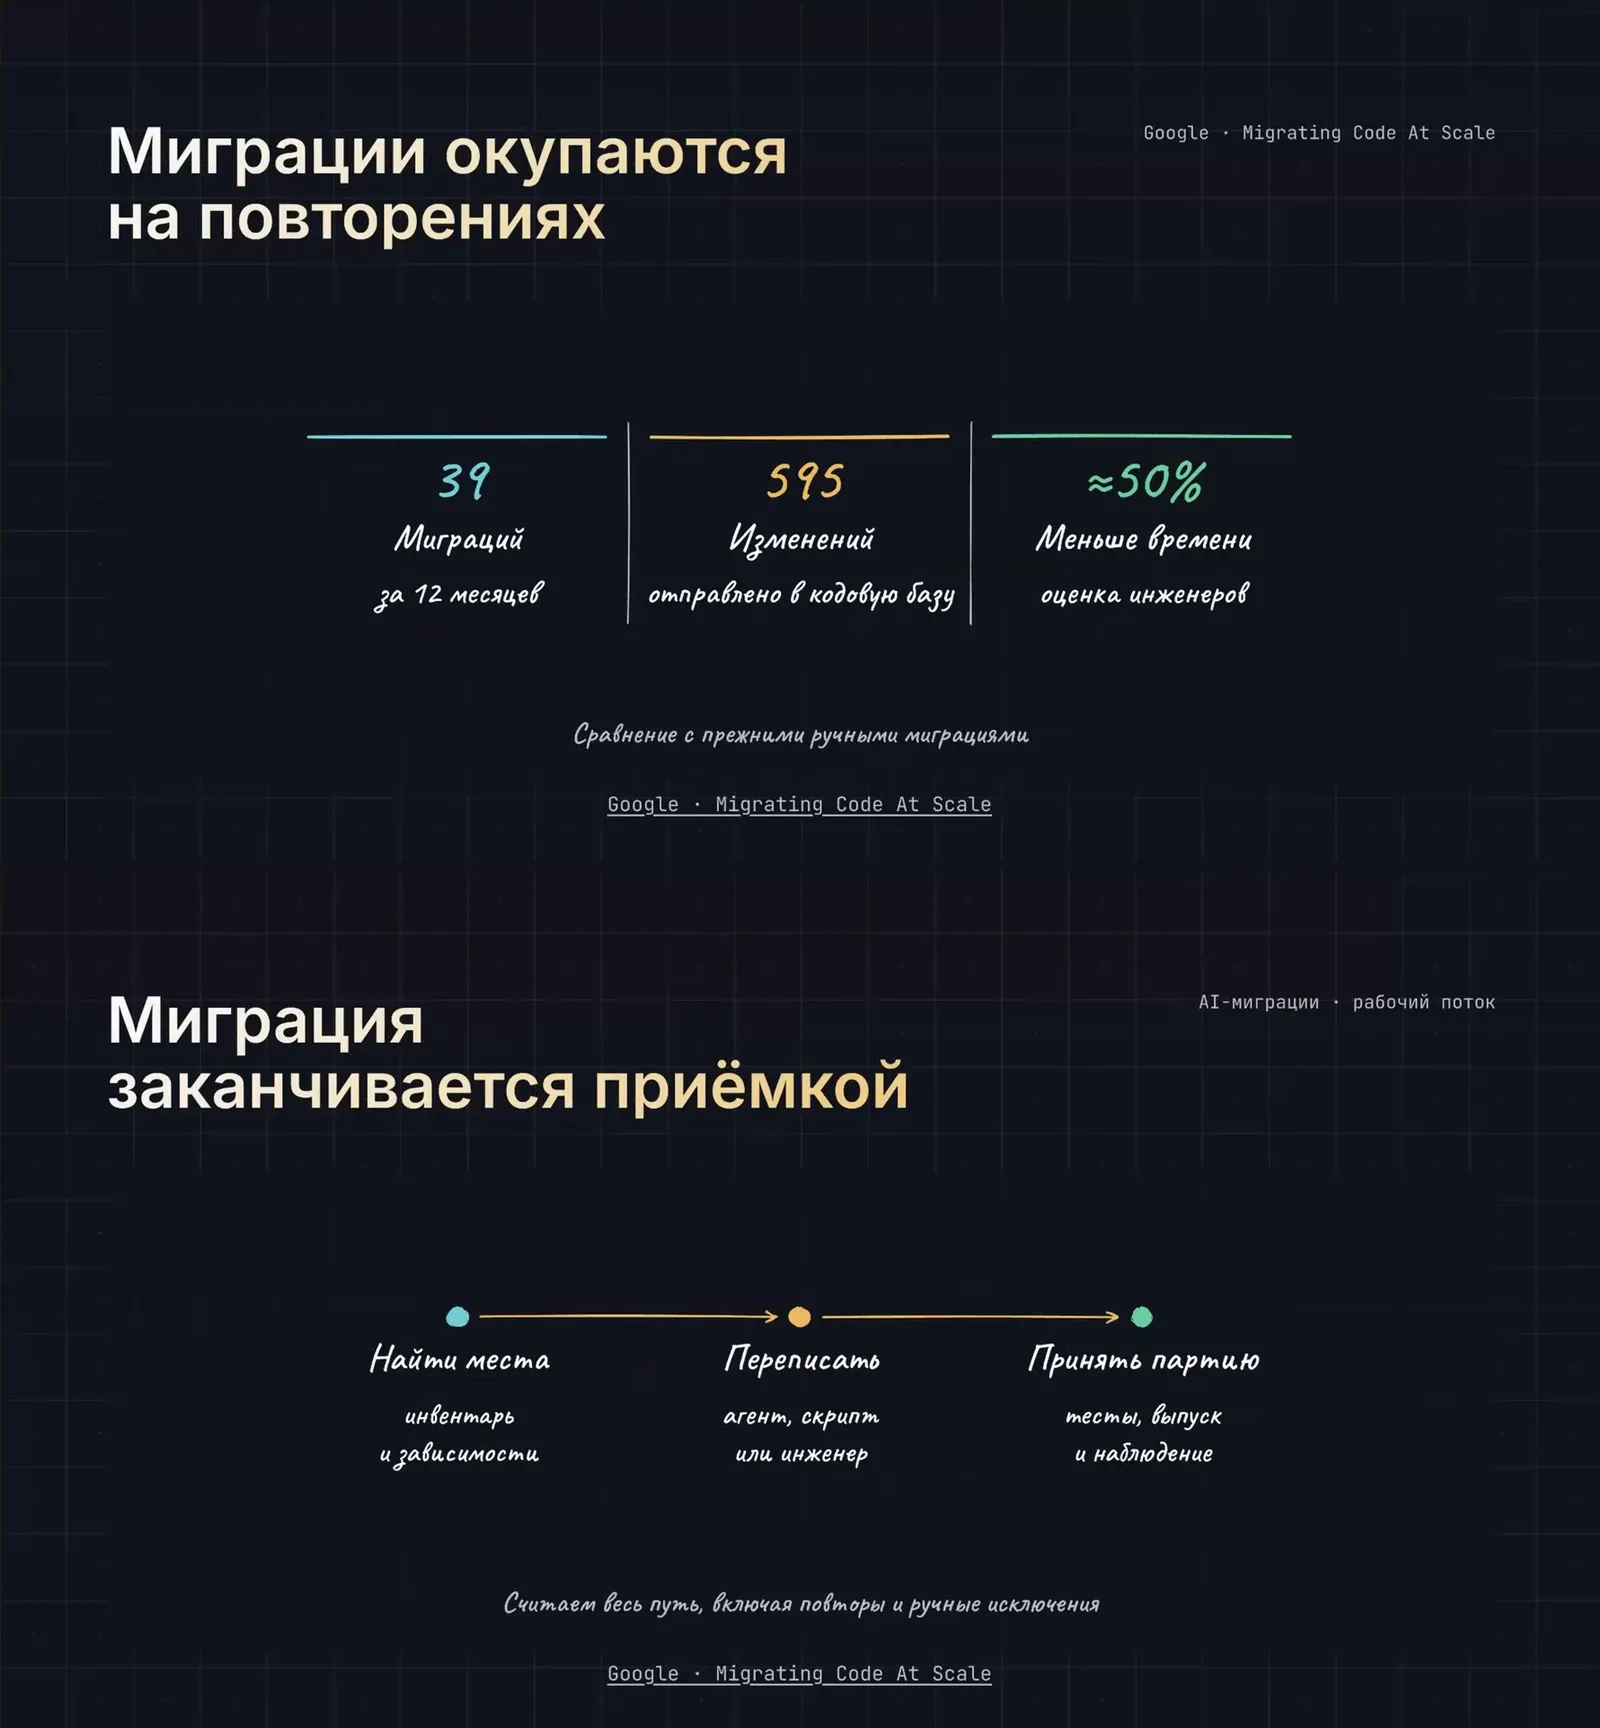 Миграции окупаются
на повторениях
Google · Migrating Code At Scale
39
Миграций
за 12 месяцев
595
Изменений
отправлено в кодовую базу
≈50%
Меньше времени
оценка инженеров
Сравнение с прежними ручными миграциями
Google · Migrating Code At Scale
Миграция
заканчивается приёмкой
AI-миграции · рабочий поток
Найти места
инвентарь
и зависимости
Переписать
агент, скрипт
или инженер
Принять партию
тесты, выпуск
и наблюдение
Считаем весь путь, включая повторы и ручные исключения
Google · Migrating Code At Scale